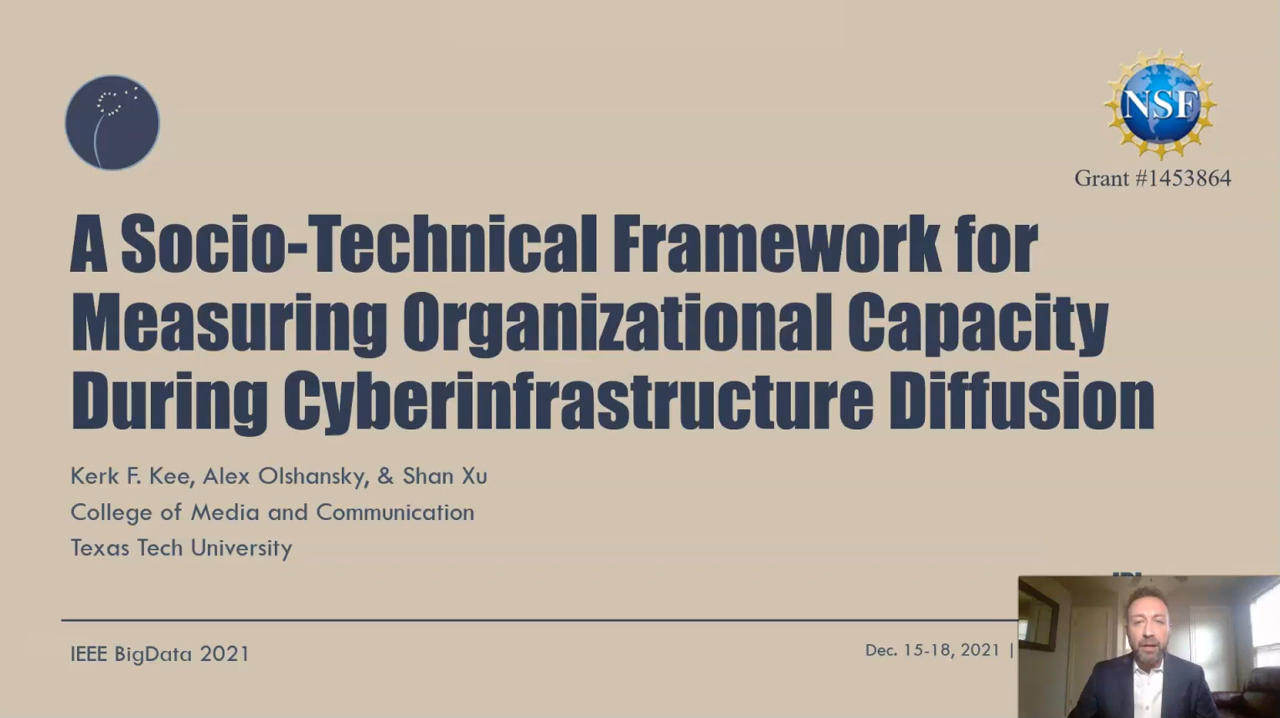 NSF
Grant #1453864
A Socio-Technical Framework for
Measuring Organizational Capacity
During Cyberinfrastructure Diffusion
Kerk F. Kee, Alex Olshansky, & Shan Xu
College of Media and Communication
Texas Tech University
IEEE BigData 2021
Dec. 15-18, 2021 |